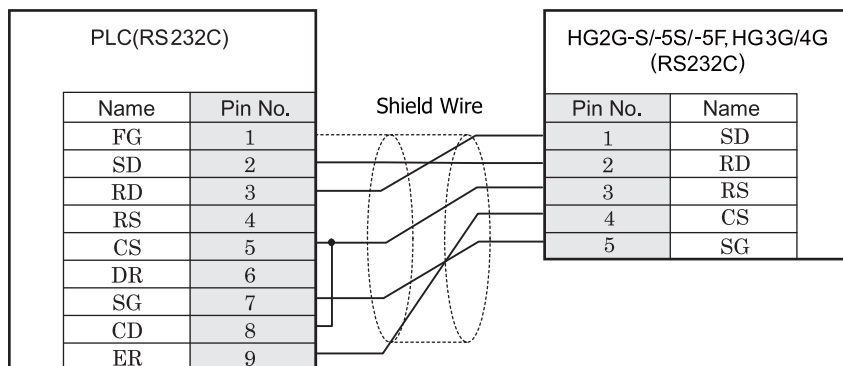 PLC(RS232C)
Name Pin No.
FG 1
SD 2
RD 3
RS 4
CS 5
DR 6
SG 7
CD 8
ER 9
Shield Wire
HG2G-S/-5S/-5F, HG3G/4G
(RS232C)
Pin No. Name
1 SD
2 RD
3 RS
4 CS
5 SG